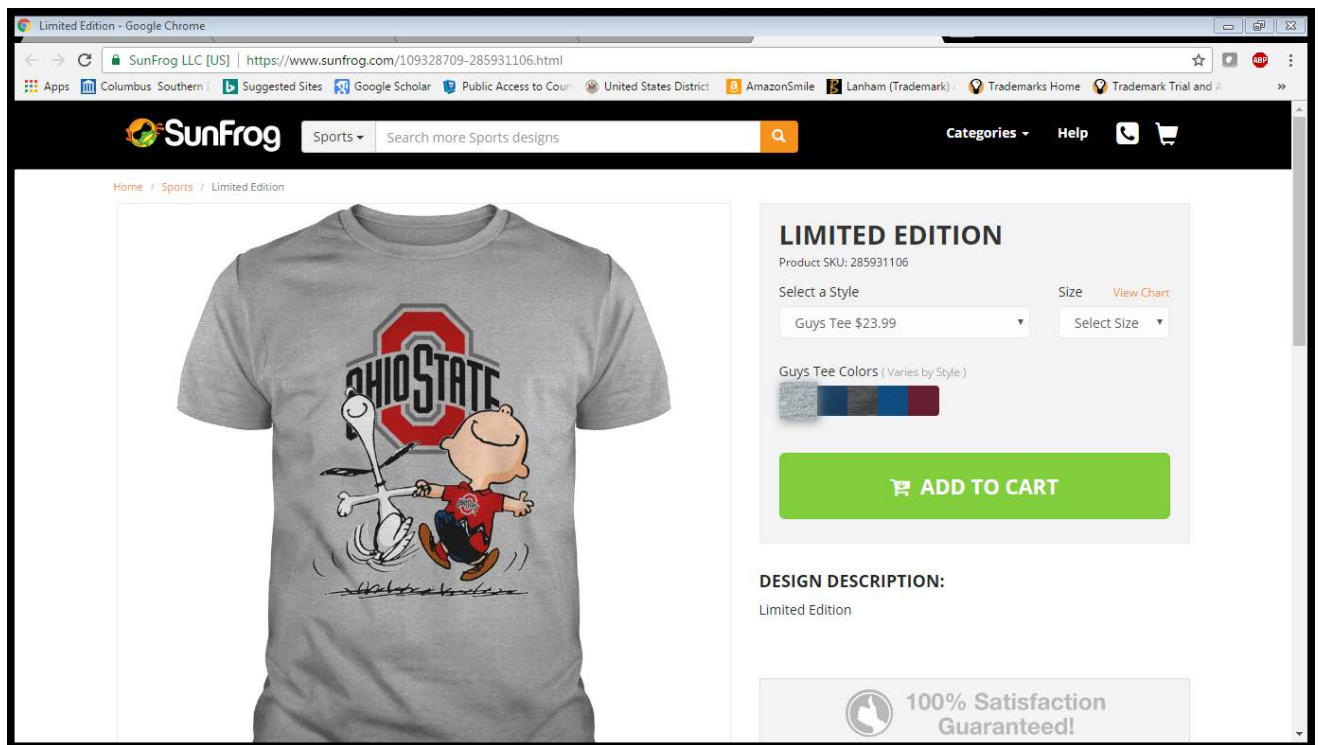 Limited Edition - Google Chrome
SunFrog LLC [US] | https://www.sunfrog.com/109328709-285931106.html
ABP
Apps Columbus Southern Suggested Sites Google Scholar Public Access to Cour United States District AmazonSmile Lanham (Trademark) Trademarks Home Trademark Trial and A »
SunFrog Sports Search more Sports designs Categories Help
Home / Sports / Limited Edition
LIMITED EDITION
Product SKU: 285931106
Select a Style Size View Chart
Guys Tee $23.99 Select Size
Guys Tee Colors ( Varies by Style )
OHIO STATE
ADD TO CART
DESIGN DESCRIPTION:
Limited Edition
100% Satisfaction
Guaranteed!